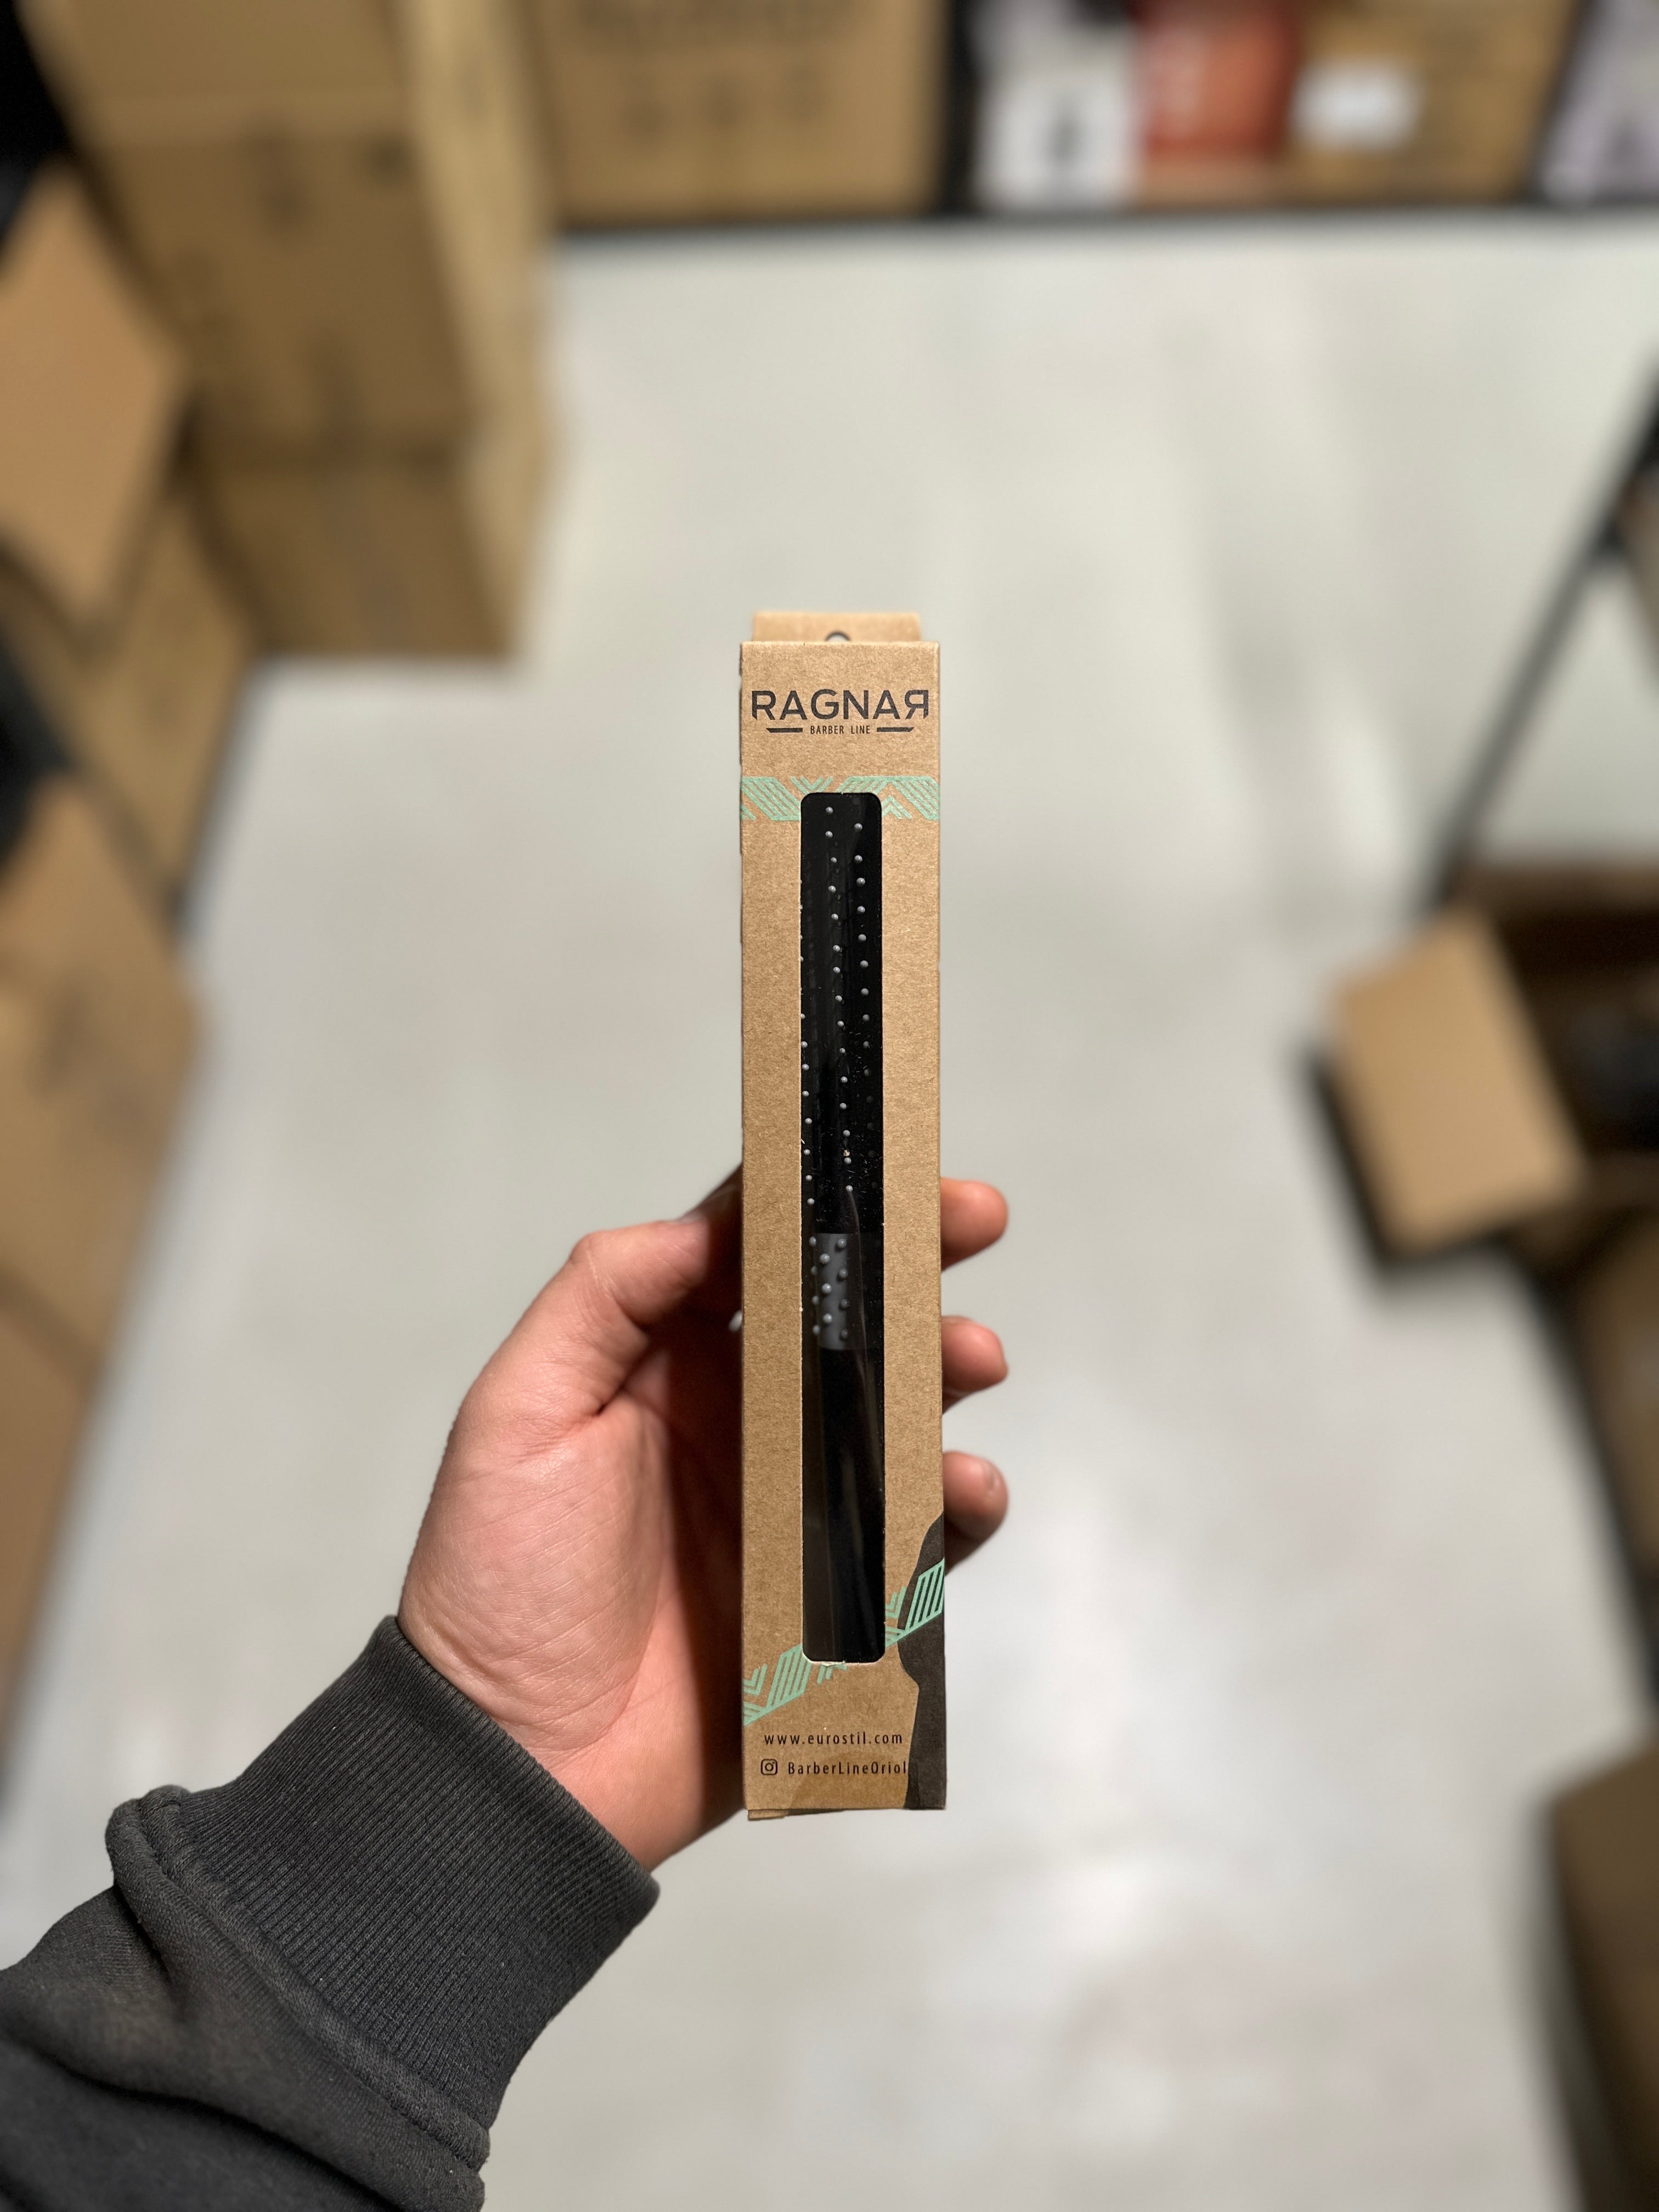 RAGNAR
BARBER LINE
www.eurostil.com
BarberLineOriol